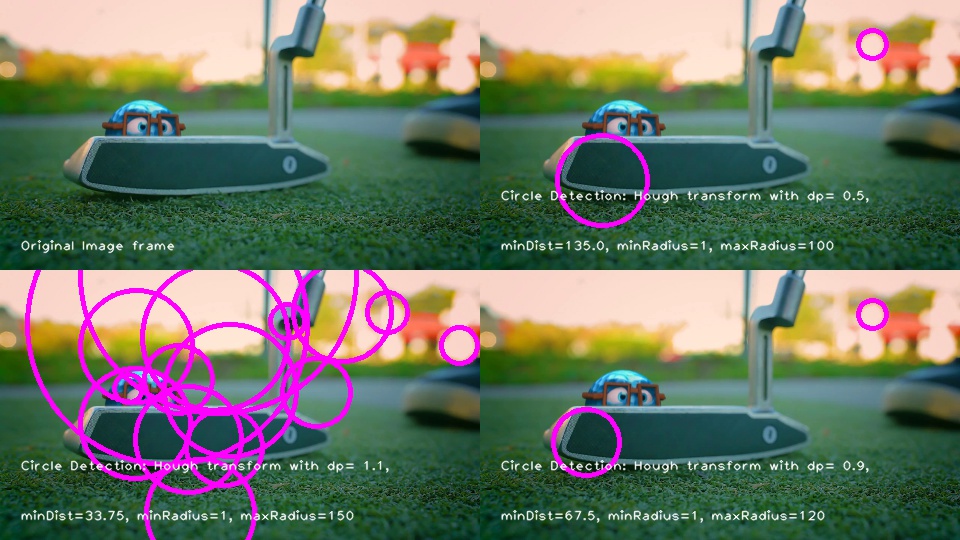 Original Image frame
Circle Detection: Hough transform with dp= 0.5,
minDist=135.0, minRadius=1, maxRadius=100
Circle Detection: Hough transform with dp= 1.1,
minDist=33.75, minRadius=1, maxRadius=150
Circle Detection: Hough transform with dp= 0.9,
minDist=67.5, minRadius=1, maxRadius=120